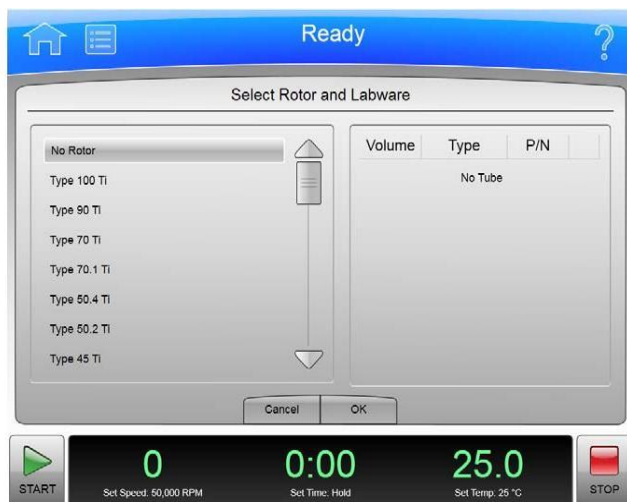 Ready
?
Select Rotor and Labware
No Rotor
Type 100 Ti
Type 90 Ti
Type 70 Ti
Type 70.1 Ti
Type 50.4 Ti
Type 50.2 Ti
Type 45 Ti
Volume Type P/N
No Tube
Cancel OK
START
0
Set Speed: 50,000 RPM
0:00
Set Time: Hold
25.0
Set Temp: 25 °C
STOP